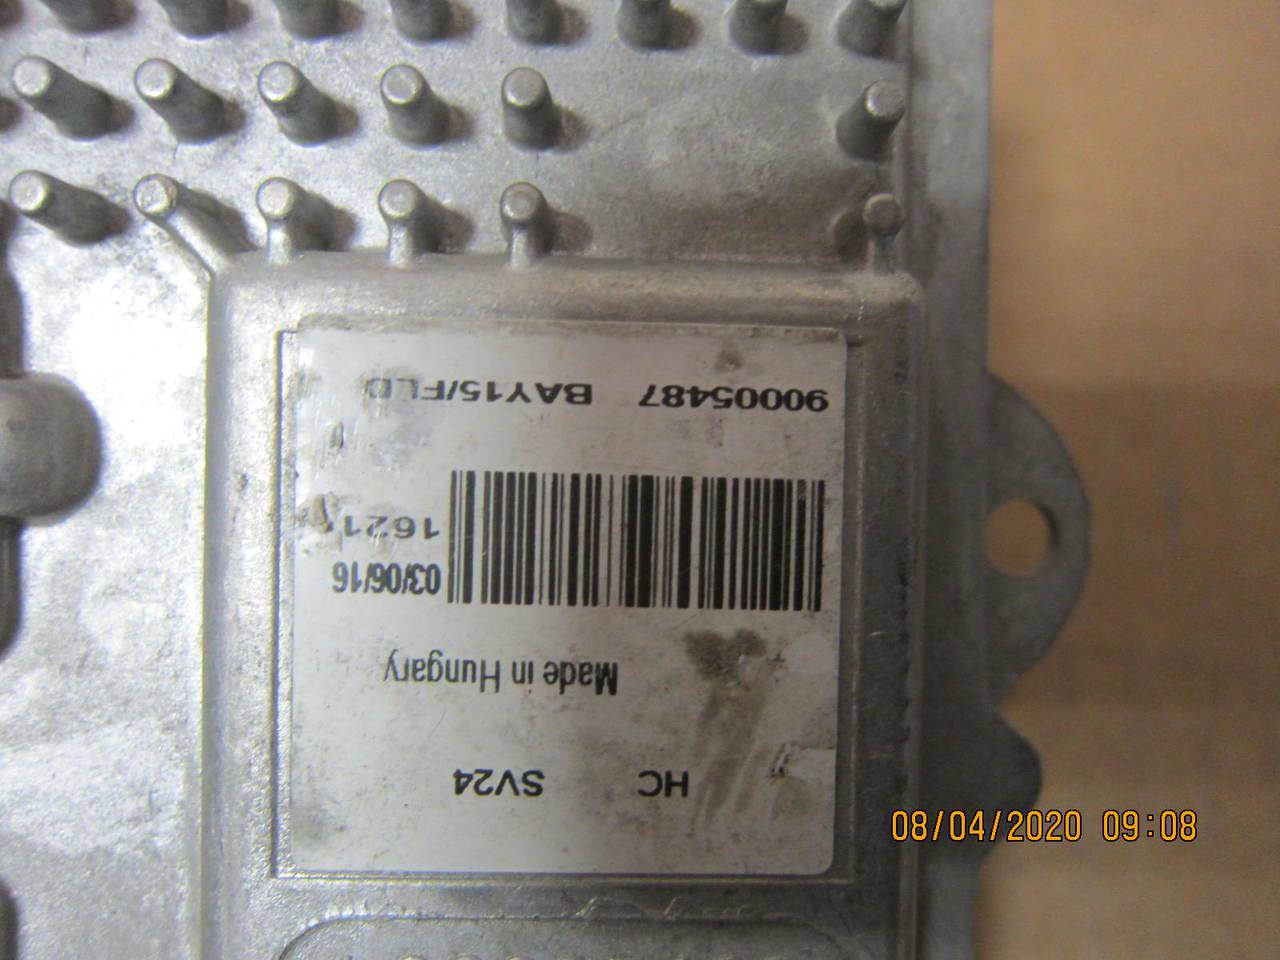 HC SV24
Made in Hungary
03/06/16
1621
90005487 BAY15/FLD
08/04/2020 09:08